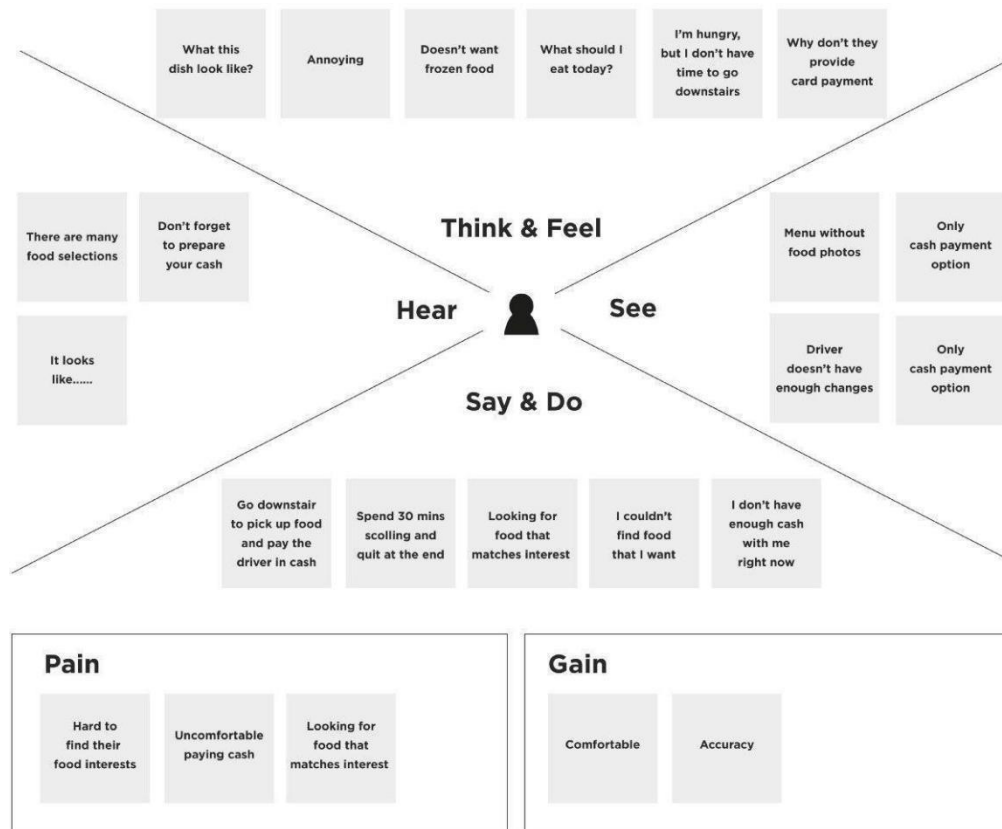 What this
dish look like?
Annoying
Doesn't want
frozen food
What should I
eat today?
I'm hungry,
but I don't have
time to go
downstairs
Why don't they
provide
card payment
Think & Feel
There are many
food selections
Don't forget
to prepare
your cash
It looks
like......
Hear
See
Menu without
food photos
Only
cash payment
option
Driver
doesn't have
enough changes
Only
cash payment
option
Say & Do
Go downstair
to pick up food
and pay the
driver in cash
Spend 30 mins
scolling and
quit at the end
Looking for
food that
matches interest
I couldn't
find food
that I want
I don't have
enough cash
with me
right now
Pain
Hard to
find their
food interests
Uncomfortable
paying cash
Looking for
food that
matches interest
Gain
Comfortable
Accuracy